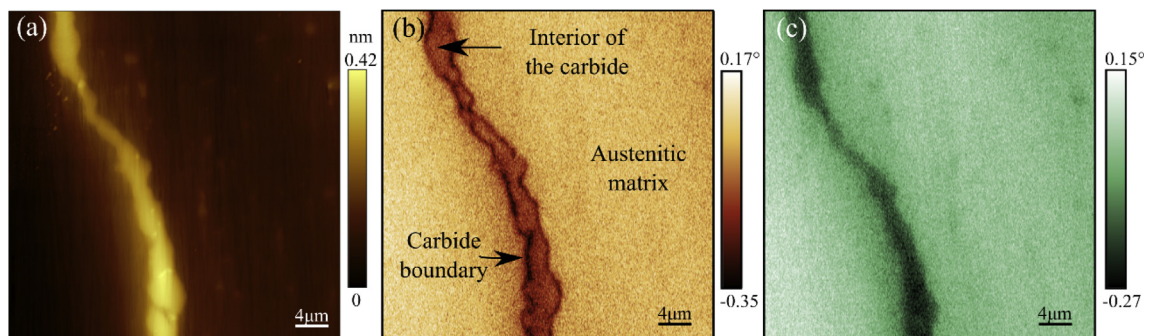 (a)
nm
0.42
0
4μm
(b)
Interior of
the carbide
Austenitic
matrix
Carbide
boundary
4μm
0.17°
-0.35
(c)
4μm
0.15°
-0.27